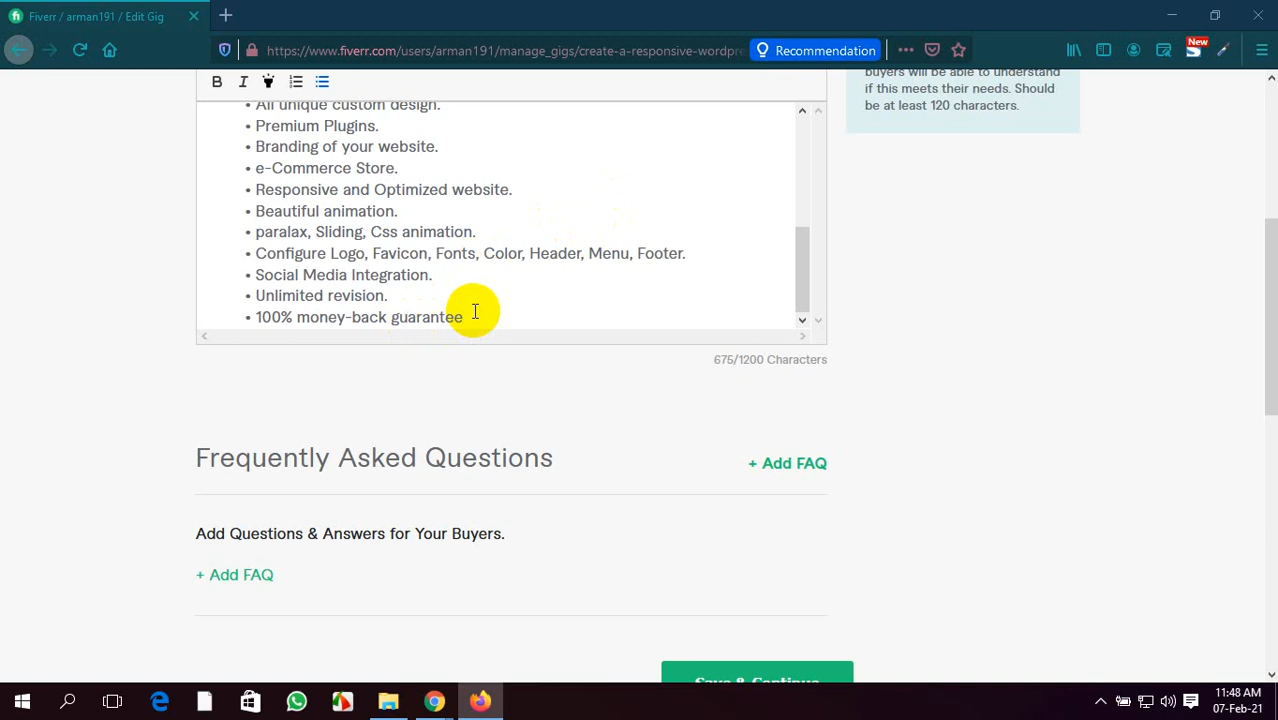 Fiverr / arman191 / Edit Gig
https://www.fiverr.com/users/arman191/manage_gigs/create-a-responsive-wordpre
Recommendation
New
B I
buyers will be able to understand
if this meets their needs. Should
be at least 120 characters.
• All unique custom design.
• Premium Plugins.
• Branding of your website.
• e-Commerce Store.
• Responsive and Optimized website.
• Beautiful animation.
• paralax, Sliding, Css animation.
• Configure Logo, Favicon, Fonts, Color, Header, Menu, Footer.
• Social Media Integration.
• Unlimited revision.
• 100% money-back guarantee
675/1200 Characters
Frequently Asked Questions
+ Add FAQ
Add Questions & Answers for Your Buyers.
+ Add FAQ
Save & Continue
11:48 AM
07-Feb-21